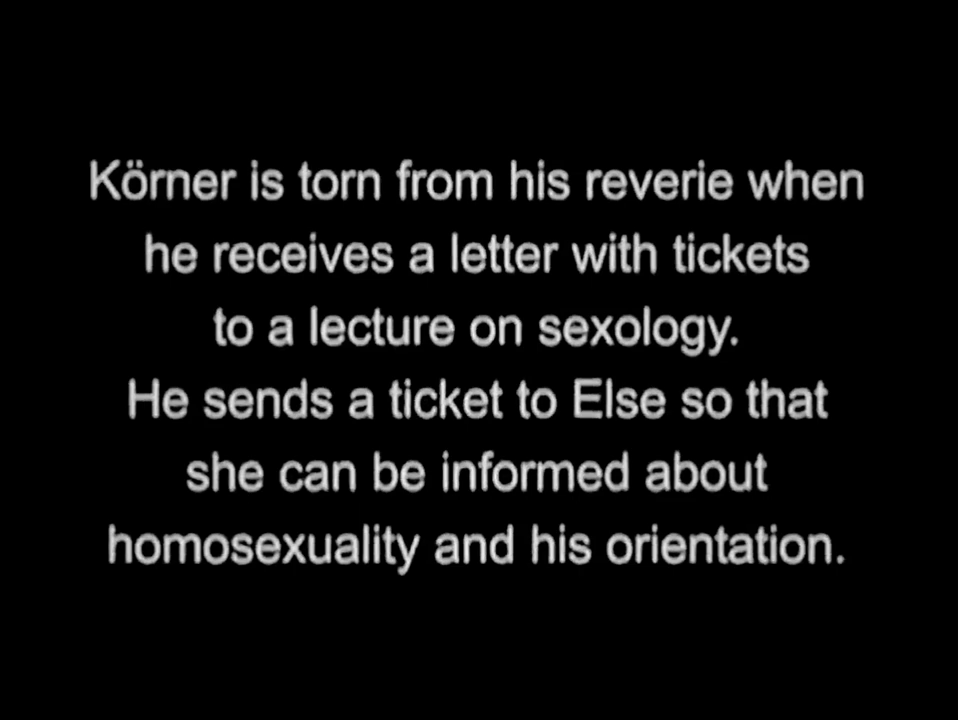 Körner is torn from his reverie when
he receives a letter with tickets
to a lecture on sexology.
He sends a ticket to Else so that
she can be informed about
homosexuality and his orientation.